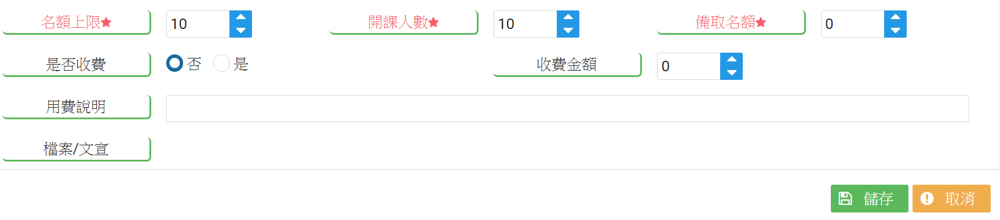 名額上限★ 10 開課人數★ 10 備取名額★ 0
是否收費 否 是 收費金額 0
用費說明
檔案/文宣
儲存 取消